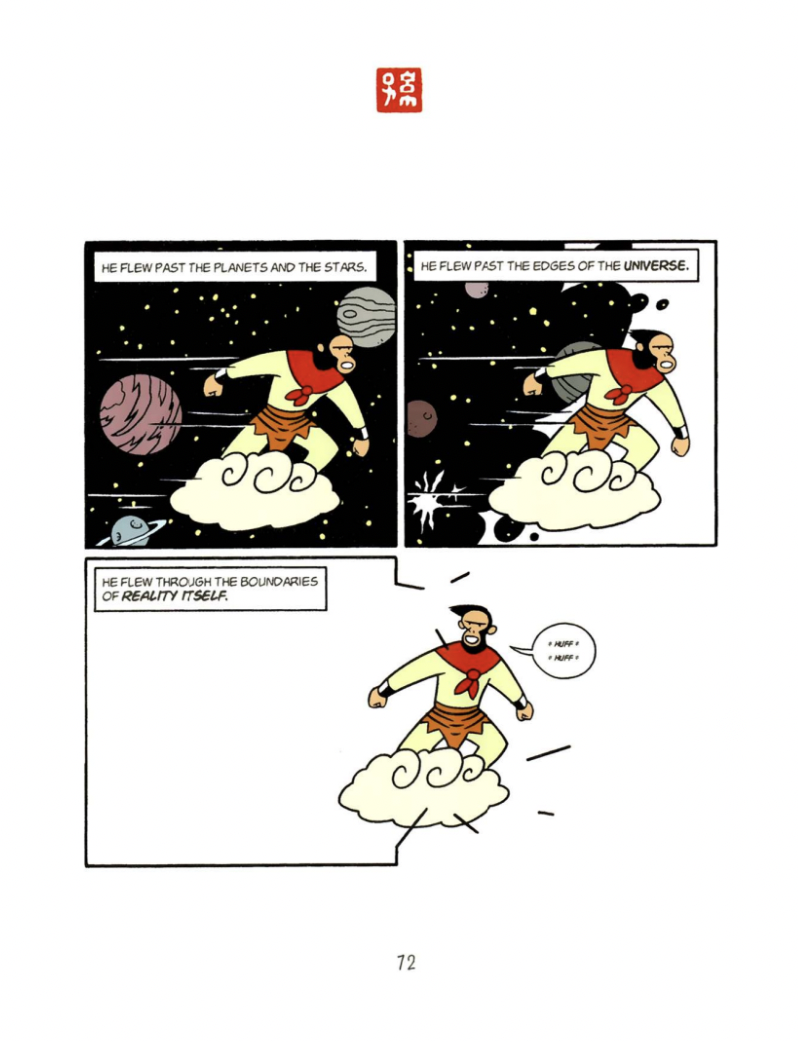 HE FLEW PAST THE PLANETS AND THE STARS.
HE FLEW PAST THE EDGES OF THE UNIVERSE.
HE FLEW THROUGH THE BOUNDARIES
OF REALITY ITSELF.
* HUFF *
* HUFF *
72